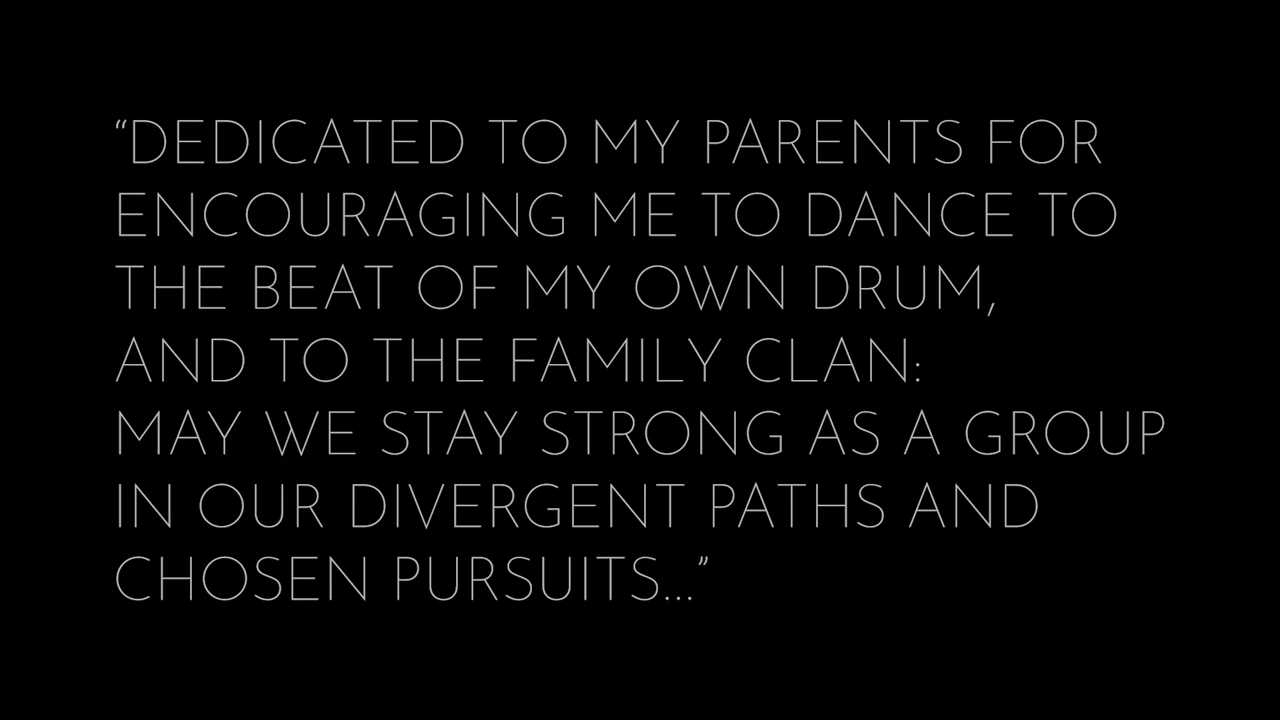 “DEDICATED TO MY PARENTS FOR
ENCOURAGING ME TO DANCE TO
THE BEAT OF MY OWN DRUM,
AND TO THE FAMILY CLAN:
MAY WE STAY STRONG AS A GROUP
IN OUR DIVERGENT PATHS AND
CHOSEN PURSUITS...”